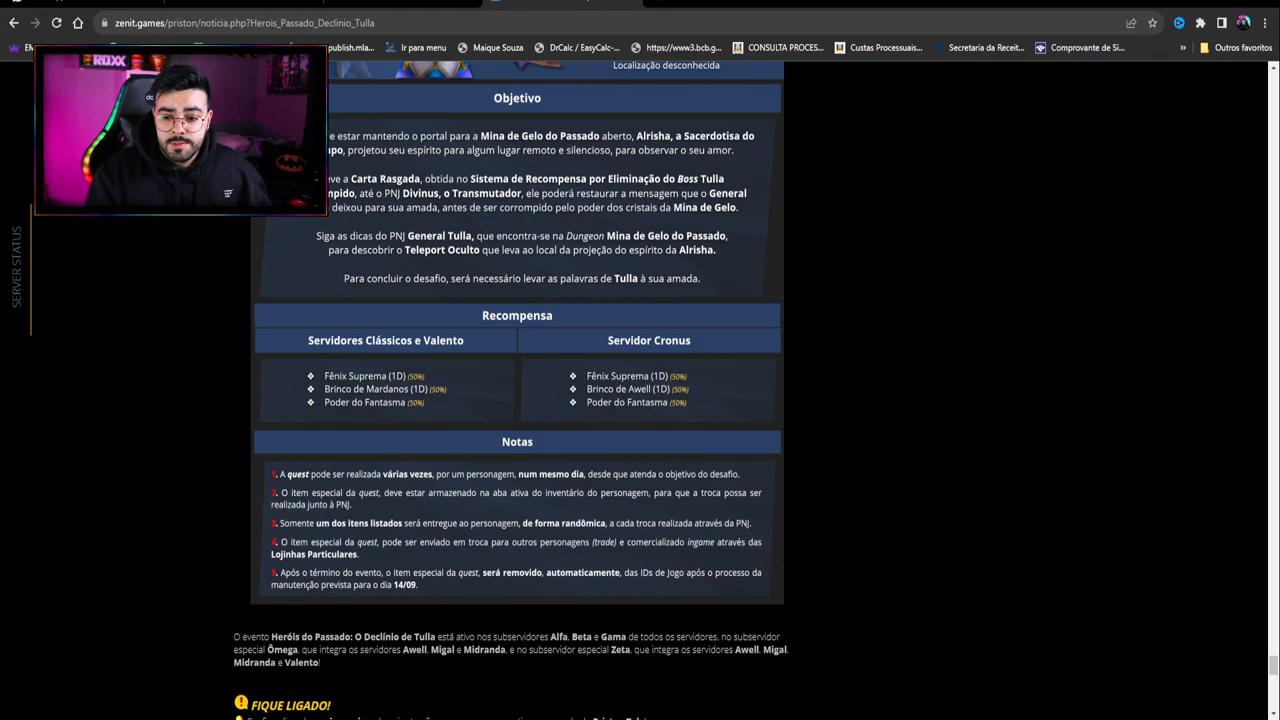 zenit.games/priston/noticia.php?Herois_Passado_Declinio_Tulla
publish.mla... Ir para menu Maique Souza DrCalc / EasyCalc-... https://www3.bcb.g... CONSULTA PROCES... Custas Processuais... Secretaria da Receit... Comprovante de Si... » Outros favoritos
ROXX
SERVER STATUS
Localização desconhecida
Objetivo
e estar mantendo o portal para a Mina de Gelo do Passado aberto, Alrisha, a Sacerdotisa do
mpo, projetou seu espírito para algum lugar remoto e silencioso, para observar o seu amor.
eve a Carta Rasgada, obtida no Sistema de Recompensa por Eliminação do Boss Tulla
mpido, até o PNJ Divinus, o Transmutador, ele poderá restaurar a mensagem que o General
deixou para sua amada, antes de ser corrompido pelo poder dos cristais da Mina de Gelo.
Siga as dicas do PNJ General Tulla, que encontra-se na Dungeon Mina de Gelo do Passado,
para descobrir o Teleport Oculto que leva ao local da projeção do espírito da Alrisha.
Para concluir o desafio, será necessário levar as palavras de Tulla à sua amada.
Recompensa
Servidores Clássicos e Valento
Servidor Cronus
❖ Fênix Suprema (1D) (50%)
❖ Brinco de Mardanos (1D) (50%)
❖ Poder do Fantasma (50%)
❖ Fênix Suprema (1D) (50%)
❖ Brinco de Awell (1D) (50%)
❖ Poder do Fantasma (50%)
Notas
1. A quest pode ser realizada várias vezes, por um personagem, num mesmo dia, desde que atenda o objetivo do desafio.
2. O item especial da quest, deve estar armazenado na aba ativa do inventário do personagem, para que a troca possa ser
realizada junto à PNJ.
3. Somente um dos itens listados será entregue ao personagem, de forma randômica, a cada troca realizada através da PNJ.
4. O item especial da quest, pode ser enviado em troca para outros personagens (trade) e comercializado ingame através das
Lojinhas Particulares.
5. Após o término do evento, o item especial da quest, será removido, automaticamente, das IDs de Jogo após o processo da
manutenção prevista para o dia 14/09.
O evento Heróis do Passado: O Declínio de Tulla está ativo nos subservidores Alfa, Beta e Gama de todos os servidores, no subservidor
especial Ômega, que integra os servidores Awell, Migal e Midranda, e no subservidor especial Zeta, que integra os servidores Awell, Migal,
Midranda e Valento!
FIQUE LIGADO!